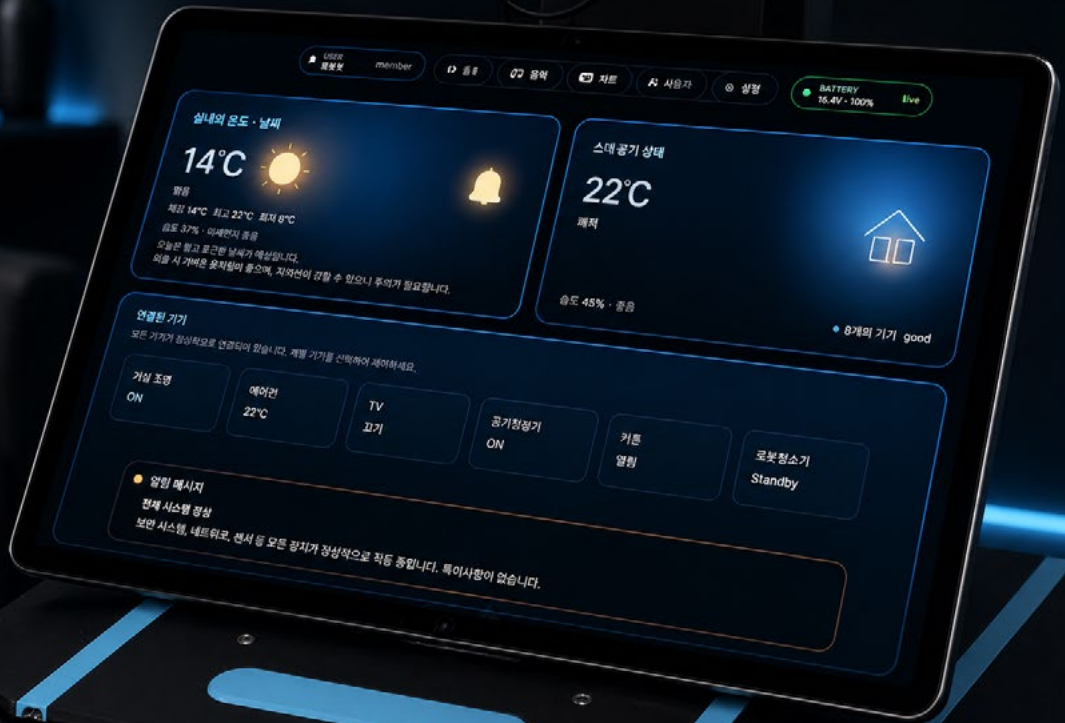 USER
로봇봇 member
홈 음악 차트 사용자 설정
BATTERY
16.4V · 100% live
실내외 온도 · 날씨
14°C
맑음
체감 14°C 최고 22°C 최저 8°C
습도 37% · 미세먼지 좋음
오늘은 맑고 포근한 날씨가 예상됩니다.
외출 시 가벼운 옷차림이 좋으며, 자외선이 강할 수 있으니 주의가 필요합니다.
공기 상태
22°C
쾌적
습도 45% · 좋음
8개의 기기 good
연결된 기기
모든 기기가 정상적으로 연결되어 있습니다. 개별 기기를 선택하여 제어하세요.
거실 조명
ON
에어컨
22°C
TV
끄기
공기청정기
ON
커튼
열림
로봇청소기
Standby
알림 메시지
전체 시스템 정상
보안 시스템, 네트워크, 센서 등 모든 장치가 정상적으로 작동 중입니다. 특이사항이 없습니다.